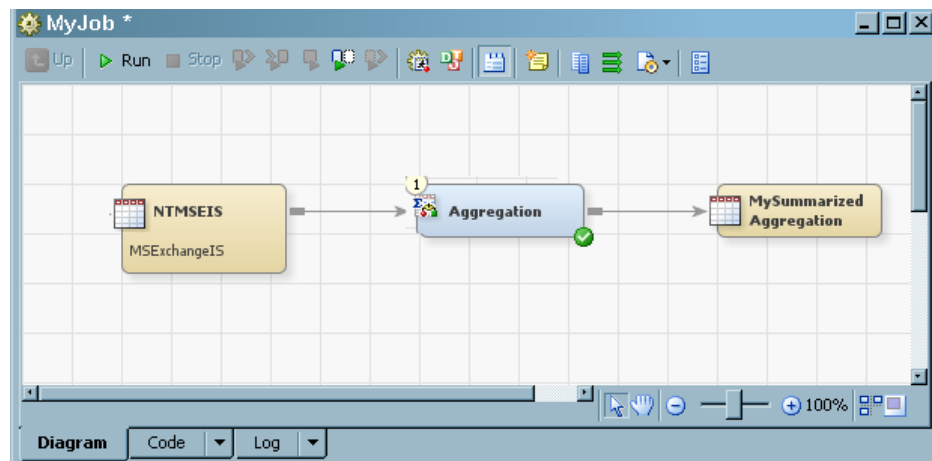 MyJob *
Up Run Stop
1
NTMSEIS
MSExchangeIS
Aggregation
MySummarized
Aggregation
100%
Diagram Code Log